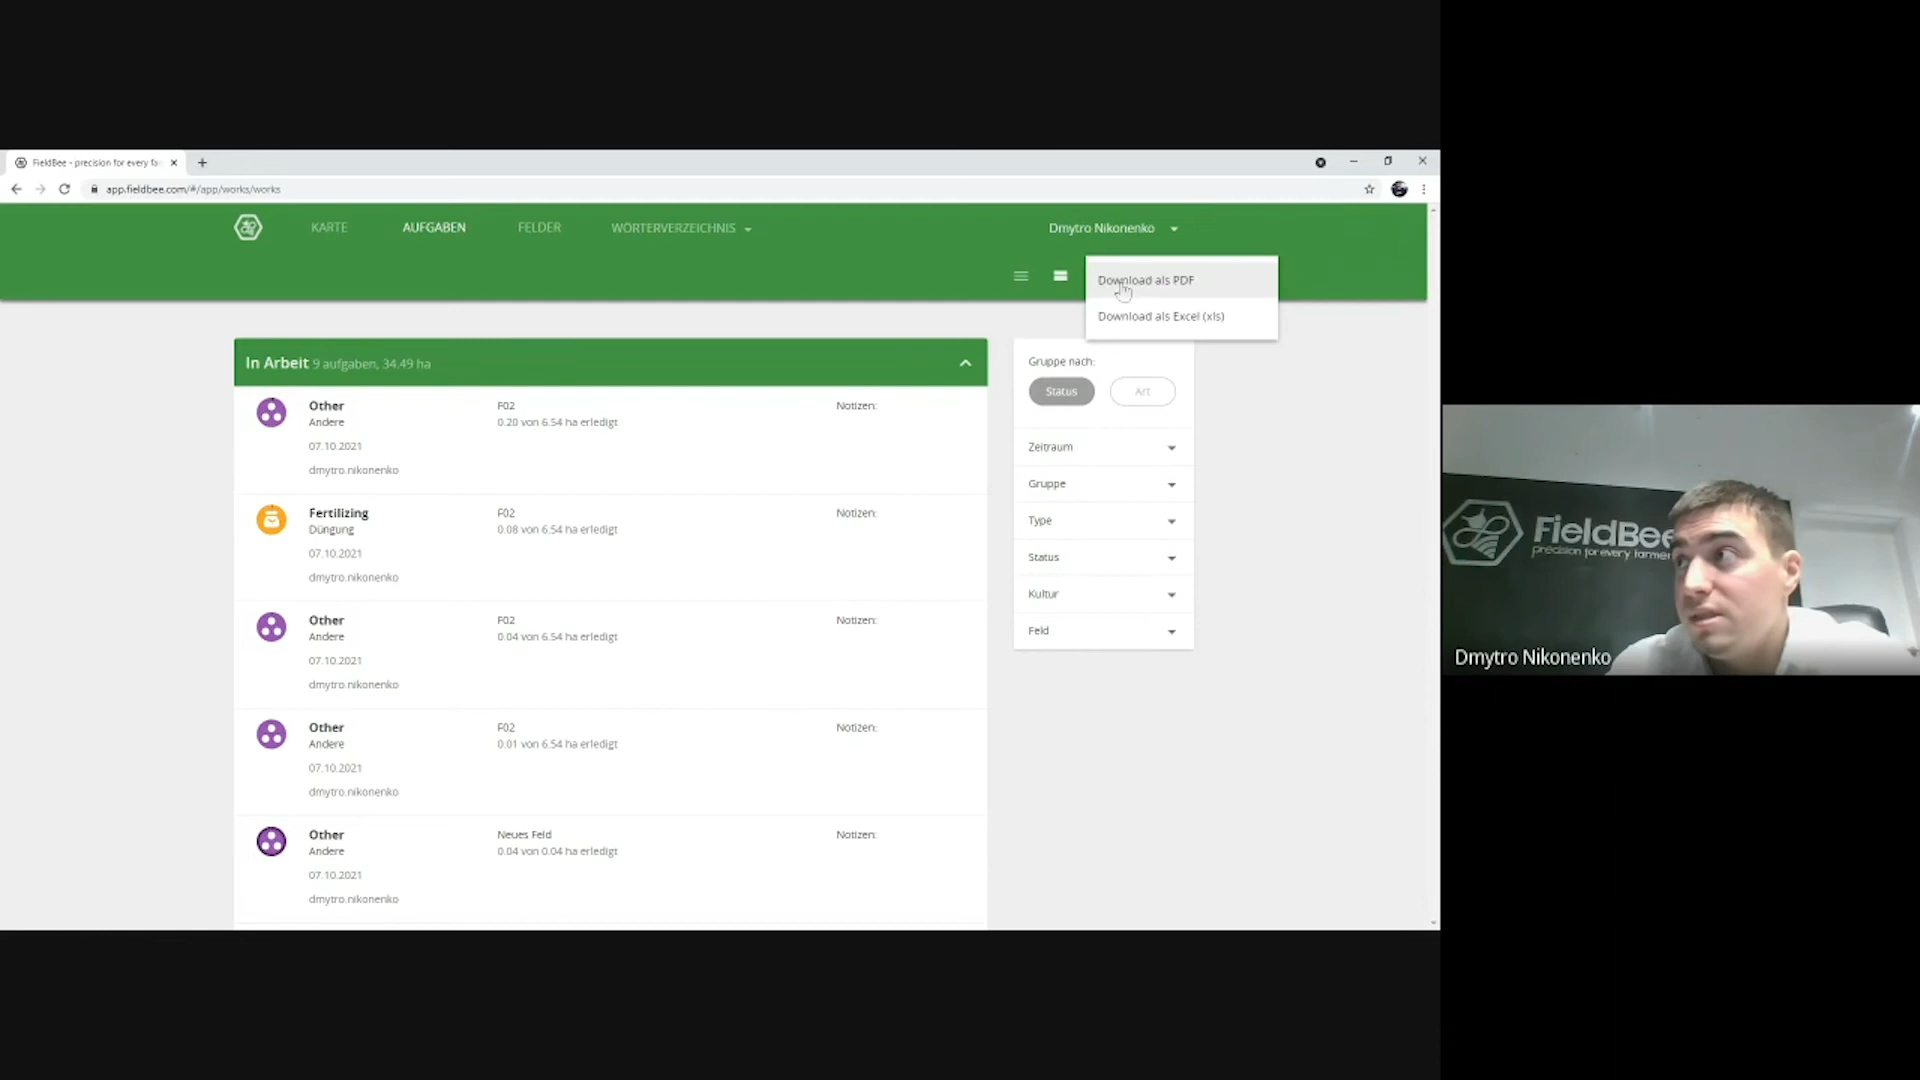 FieldBee - precision for every fa
app.fieldbee.com/#/app/works/works
KARTE
AUFGABEN
FELDER
WÖRTERVERZEICHNIS
Dmytro Nikonenko
Download als PDF
Download als Excel (xls)
In Arbeit 9 aufgaben, 34.49 ha
Other
Andere
07.10.2021
dmytro.nikonenko
F02
0.20 von 6.54 ha erledigt
Notizen:
Fertilizing
Düngung
07.10.2021
dmytro.nikonenko
F02
0.08 von 6.54 ha erledigt
Notizen:
Other
Andere
07.10.2021
dmytro.nikonenko
F02
0.04 von 6.54 ha erledigt
Notizen:
Other
Andere
07.10.2021
dmytro.nikonenko
F02
0.01 von 6.54 ha erledigt
Notizen:
Other
Andere
07.10.2021
dmytro.nikonenko
Neues Feld
0.04 von 0.04 ha erledigt
Notizen:
Gruppe nach:
Status
Art
Zeitraum
Gruppe
Type
Status
Kultur
Feld
FieldBee
precision for every farmer
Dmytro Nikonenko